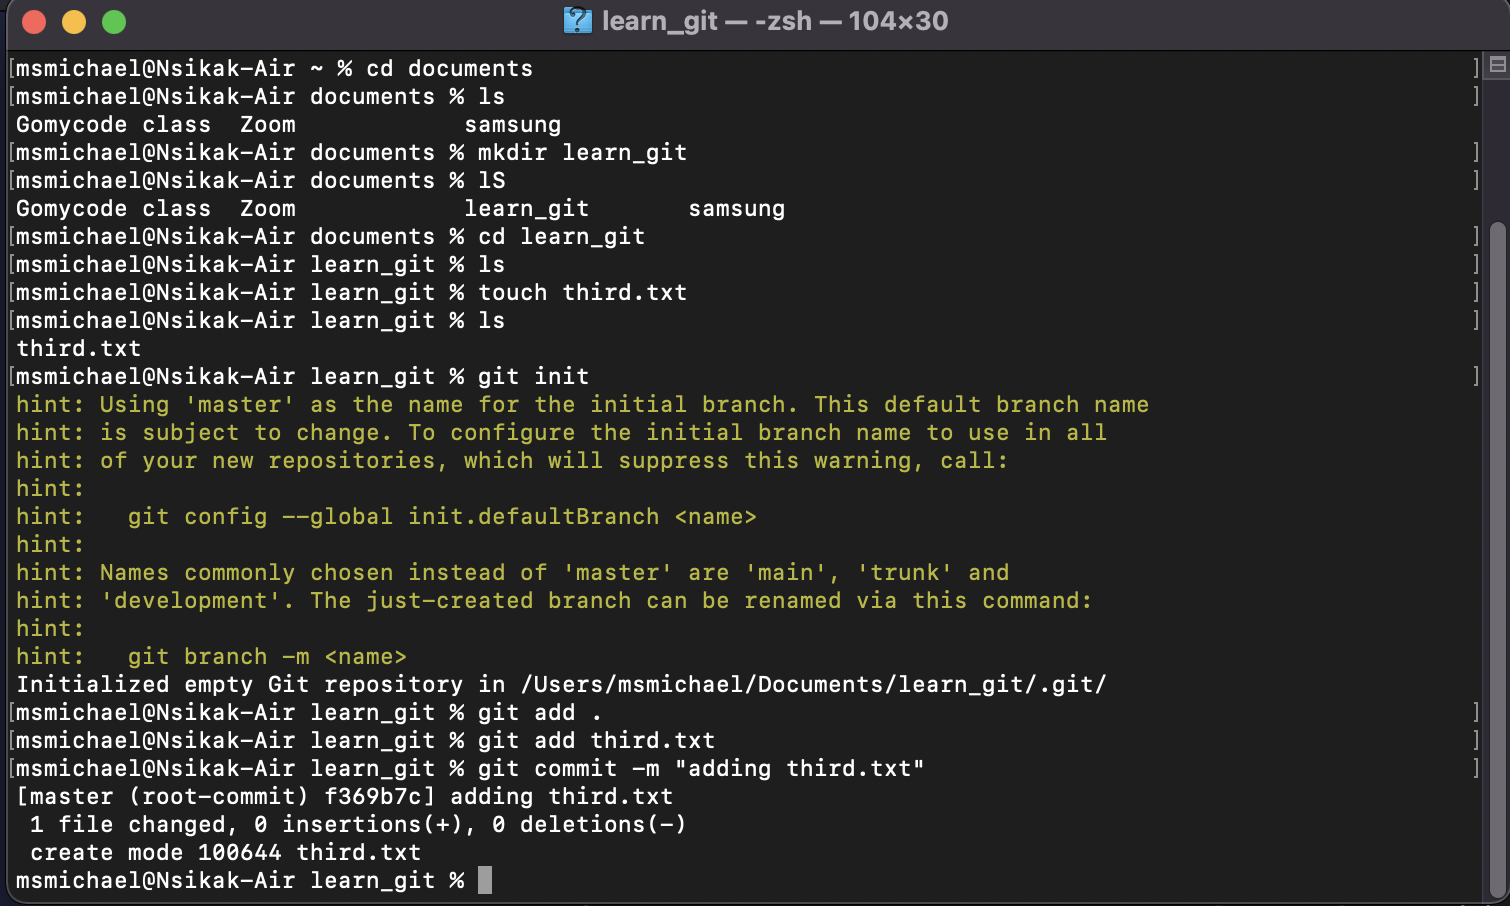 learn_git — -zsh — 104×30
[msmichael@Nsikak-Air ~ % cd documents ]
[msmichael@Nsikak-Air documents % ls ]
Gomycode class  Zoom            samsung
[msmichael@Nsikak-Air documents % mkdir learn_git ]
[msmichael@Nsikak-Air documents % lS ]
Gomycode class  Zoom            learn_git       samsung
[msmichael@Nsikak-Air documents % cd learn_git ]
[msmichael@Nsikak-Air learn_git % ls ]
[msmichael@Nsikak-Air learn_git % touch third.txt ]
[msmichael@Nsikak-Air learn_git % ls ]
third.txt
[msmichael@Nsikak-Air learn_git % git init ]
hint: Using 'master' as the name for the initial branch. This default branch name
hint: is subject to change. To configure the initial branch name to use in all
hint: of your new repositories, which will suppress this warning, call:
hint:
hint:   git config --global init.defaultBranch <name>
hint:
hint: Names commonly chosen instead of 'master' are 'main', 'trunk' and
hint: 'development'. The just-created branch can be renamed via this command:
hint:
hint:   git branch -m <name>
Initialized empty Git repository in /Users/msmichael/Documents/learn_git/.git/
[msmichael@Nsikak-Air learn_git % git add . ]
[msmichael@Nsikak-Air learn_git % git add third.txt ]
[msmichael@Nsikak-Air learn_git % git commit -m "adding third.txt" ]
[master (root-commit) f369b7c] adding third.txt
 1 file changed, 0 insertions(+), 0 deletions(-)
 create mode 100644 third.txt
msmichael@Nsikak-Air learn_git %